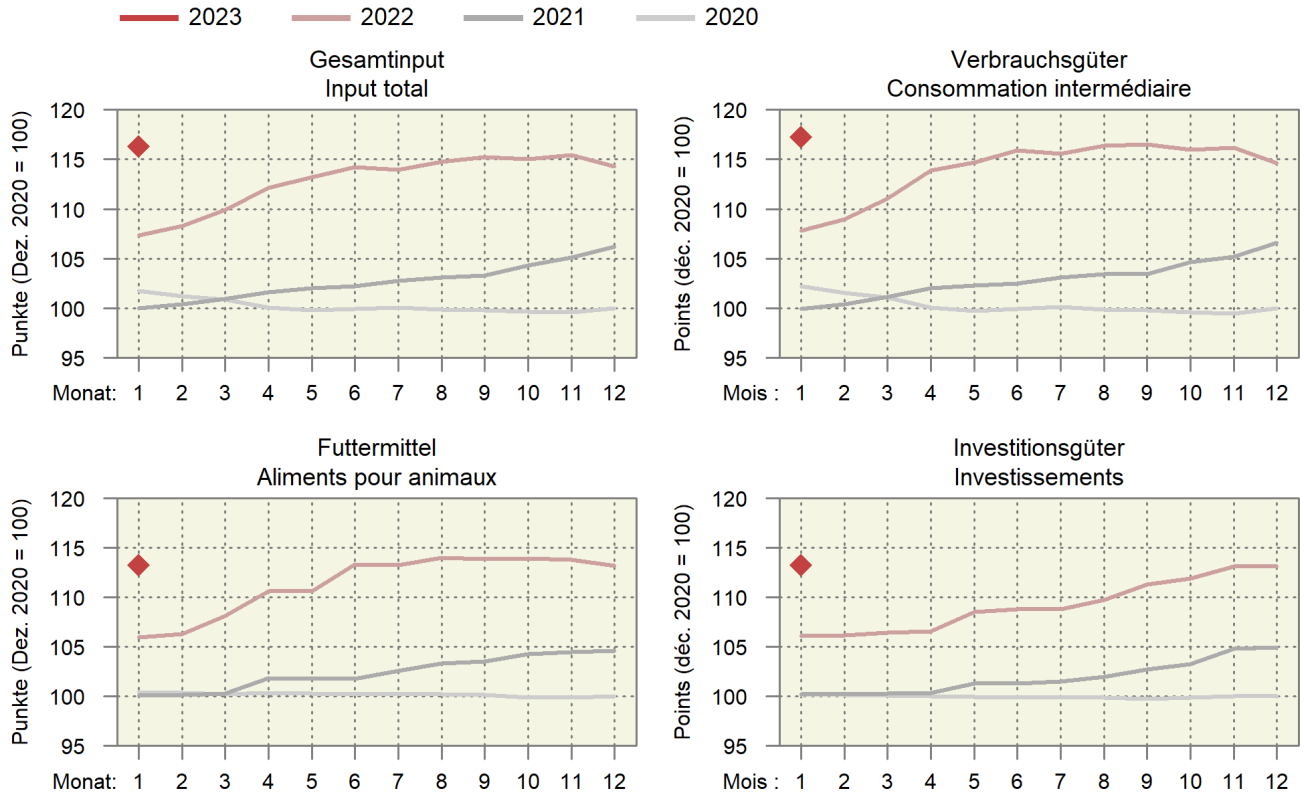 2023 2022 2021 2020
Gesamtinput
Input total
Punkte (Dez. 2020 = 100)
120
115
110
105
100
95
Monat: 1 2 3 4 5 6 7 8 9 10 11 12
Verbrauchsgüter
Consommation intermédiaire
Points (déc. 2020 = 100)
120
115
110
105
100
95
Mois : 1 2 3 4 5 6 7 8 9 10 11 12
Futtermittel
Aliments pour animaux
Punkte (Dez. 2020 = 100)
120
115
110
105
100
95
Monat: 1 2 3 4 5 6 7 8 9 10 11 12
Investitionsgüter
Investissements
Points (déc. 2020 = 100)
120
115
110
105
100
95
Mois : 1 2 3 4 5 6 7 8 9 10 11 12